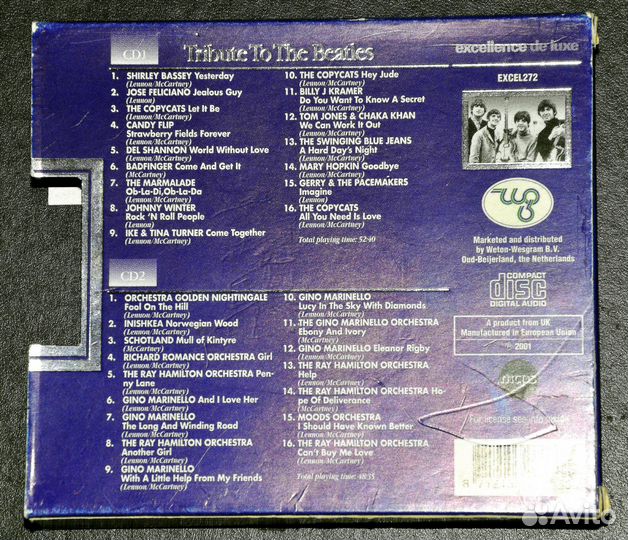 CD1
Tribute To The Beatles
excellence de luxe
1. SHIRLEY BASSEY Yesterday
(Lennon/McCartney)
2. JOSE FELICIANO Jealous Guy
(Lennon)
3. THE COPYCATS Let It Be
(Lennon/McCartney)
4. CANDY FLIP
Strawberry Fields Forever
(Lennon/McCartney)
5. DEL SHANNON World Without Love
(Lennon/McCartney)
6. BADFINGER Come And Get It
(McCartney)
7. THE MARMALADE
Ob-La-Di,Ob-La-Da
(Lennon/McCartney)
8. JOHNNY WINTER
Rock 'N Roll People
(Lennon)
9. IKE & TINA TURNER Come Together
(Lennon/McCartney)
10. THE COPYCATS Hey Jude
(Lennon/McCartney)
11. BILLY J KRAMER
Do You Want To Know A Secret
(Lennon/McCartney)
12. TOM JONES & CHAKA KHAN
We Can Work It Out
(Lennon/McCartney)
13. THE SWINGING BLUE JEANS
A Hard Day's Night
(Lennon/McCartney)
14. MARY HOPKIN Goodbye
(Lennon/McCartney)
15. GERRY & THE PACEMAKERS
Imagine
(Lennon)
16. THE COPYCATS
All You Need Is Love
(Lennon/McCartney)
Total playing time: 52:40
CD2
1. ORCHESTRA GOLDEN NIGHTINGALE
Fool On The Hill
(Lennon/McCartney)
2. INISHKEA Norwegian Wood
(Lennon/McCartney)
3. SCHOTLAND Mull of Kintyre
(McCartney)
4. RICHARD ROMANCE ORCHESTRA Girl
(Lennon/McCartney)
5. THE RAY HAMILTON ORCHESTRA Pen-
ny Lane
(Lennon/McCartney)
6. GINO MARINELLO And I Love Her
(Lennon/McCartney)
7. GINO MARINELLO
The Long And Winding Road
(Lennon/McCartney)
8. THE RAY HAMILTON ORCHESTRA
Another Girl
(Lennon/McCartney)
9. GINO MARINELLO
With A Little Help From My Friends
(Lennon/McCartney)
10. GINO MARINELLO
Lucy In The Sky With Diamonds
(Lennon/McCartney)
11. THE GINO MARINELLO ORCHESTRA
Ebony And Ivory
(McCartney)
12. GINO MARINELLO Eleanor Rigby
(Lennon/McCartney)
13. THE RAY HAMILTON ORCHESTRA
Help
(Lennon/McCartney)
14. THE RAY HAMILTON ORCHESTRA Ho-
pe Of Deliverance
(McCartney)
15. MOODS ORCHESTRA
I Should Have Known Better
(Lennon/McCartney)
16. THE RAY HAMILTON ORCHESTRA
Can't Buy Me Love
(Lennon/McCartney)
Total playing time: 48:55
EXCEL272
Marketed and distributed
by Weton-Wesgram B.V.
Oud-Beijerland, the Netherlands
COMPACT
disc
DIGITAL AUDIO
A product from UK
Manufactured in European Union
℗ 2001
mcps
For license see info inside
Avito